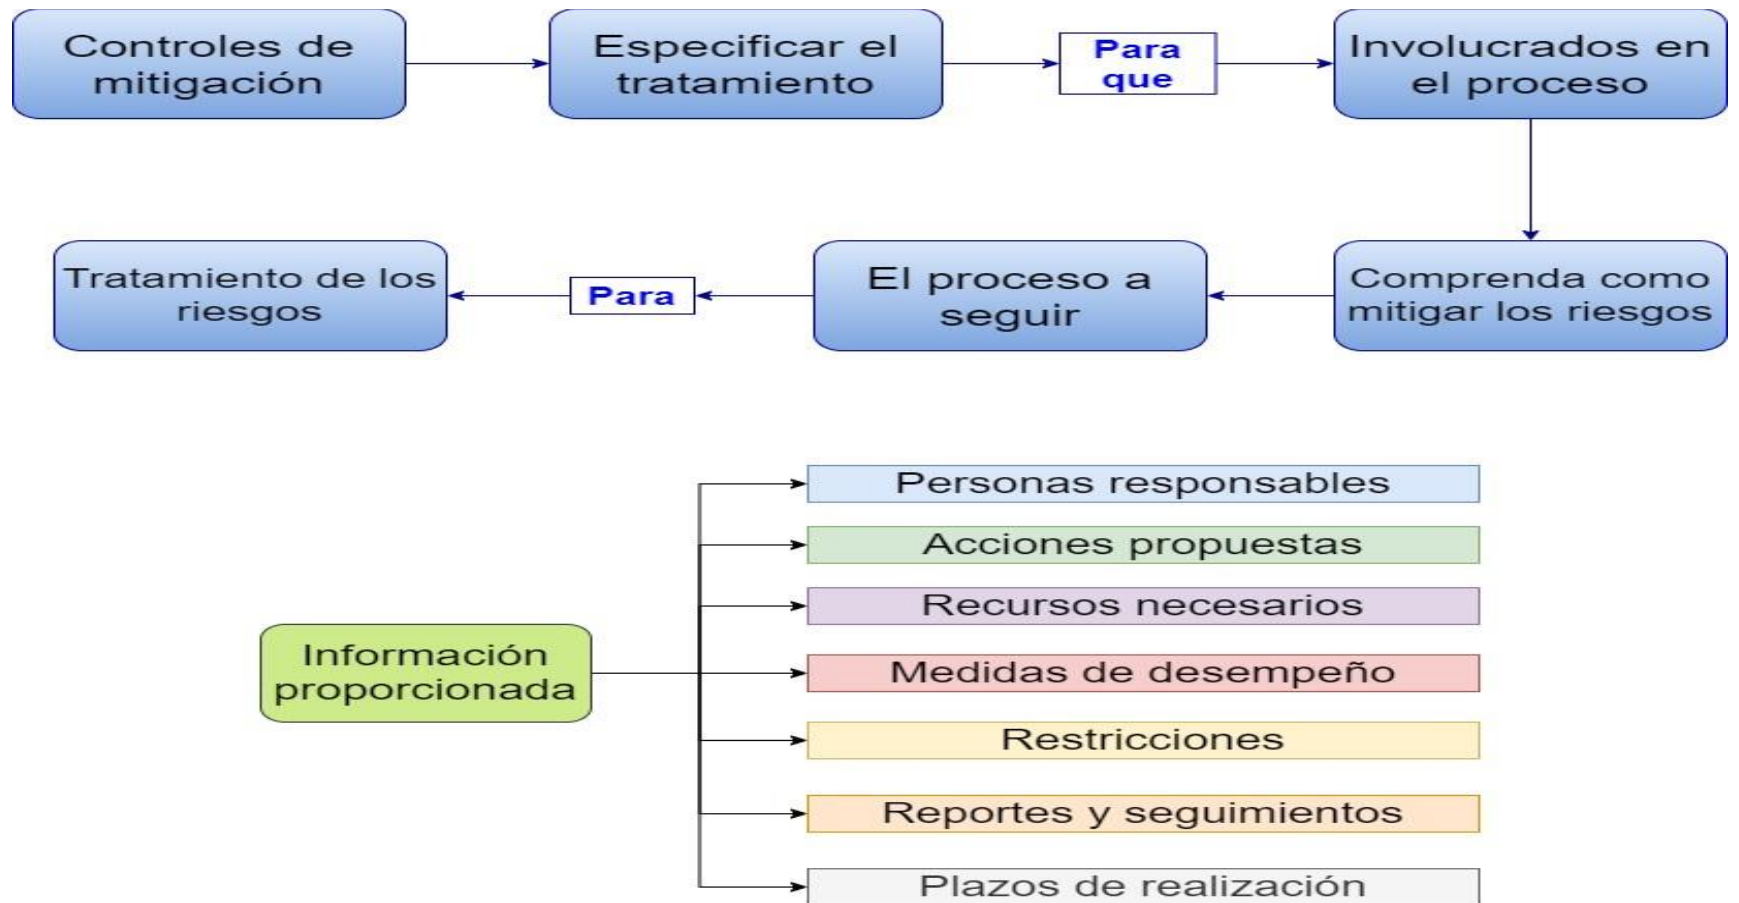 Controles de
mitigación
Especificar el
tratamiento
Para
que
Involucrados en
el proceso
Comprenda como
mitigar los riesgos
El proceso a
seguir
Para
Tratamiento de los
riesgos
Información
proporcionada
Personas responsables
Acciones propuestas
Recursos necesarios
Medidas de desempeño
Restricciones
Reportes y seguimientos
Plazos de realización